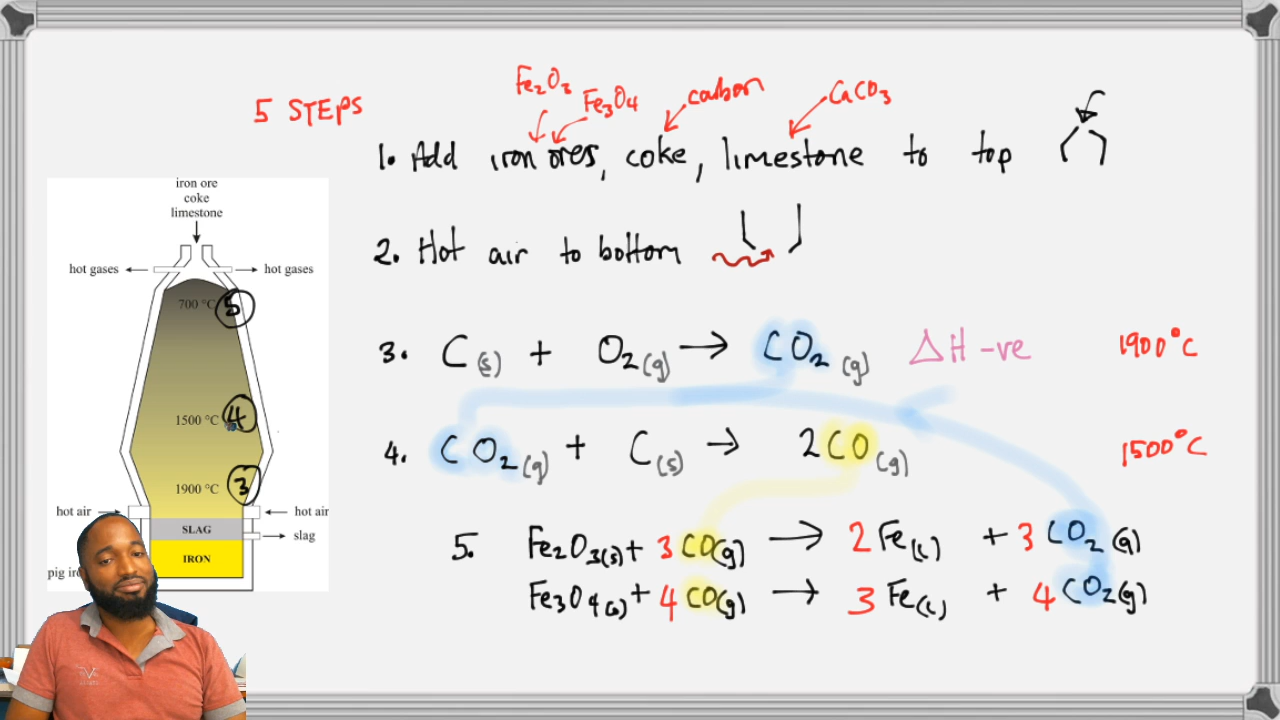 5 STEPS
Fe₂O₃
Fe₃O₄
carbon
CaCO₃
1. Add iron ores, coke, limestone to top
2. Hot air to bottom
3. C(s) + O₂(g) → CO₂(g) ΔH -ve 1900°C
4. CO₂(g) + C(s) → 2CO(g) 1500°C
5. Fe₂O₃(s) + 3CO(g) → 2Fe(l) + 3CO₂(g)
Fe₃O₄(s) + 4CO(g) → 3Fe(l) + 4CO₂(g)
iron ore
coke
limestone
hot gases
hot gases
700 °C 5
1500 °C 4
1900 °C 3
hot air
hot air
SLAG
slag
IRON
pig